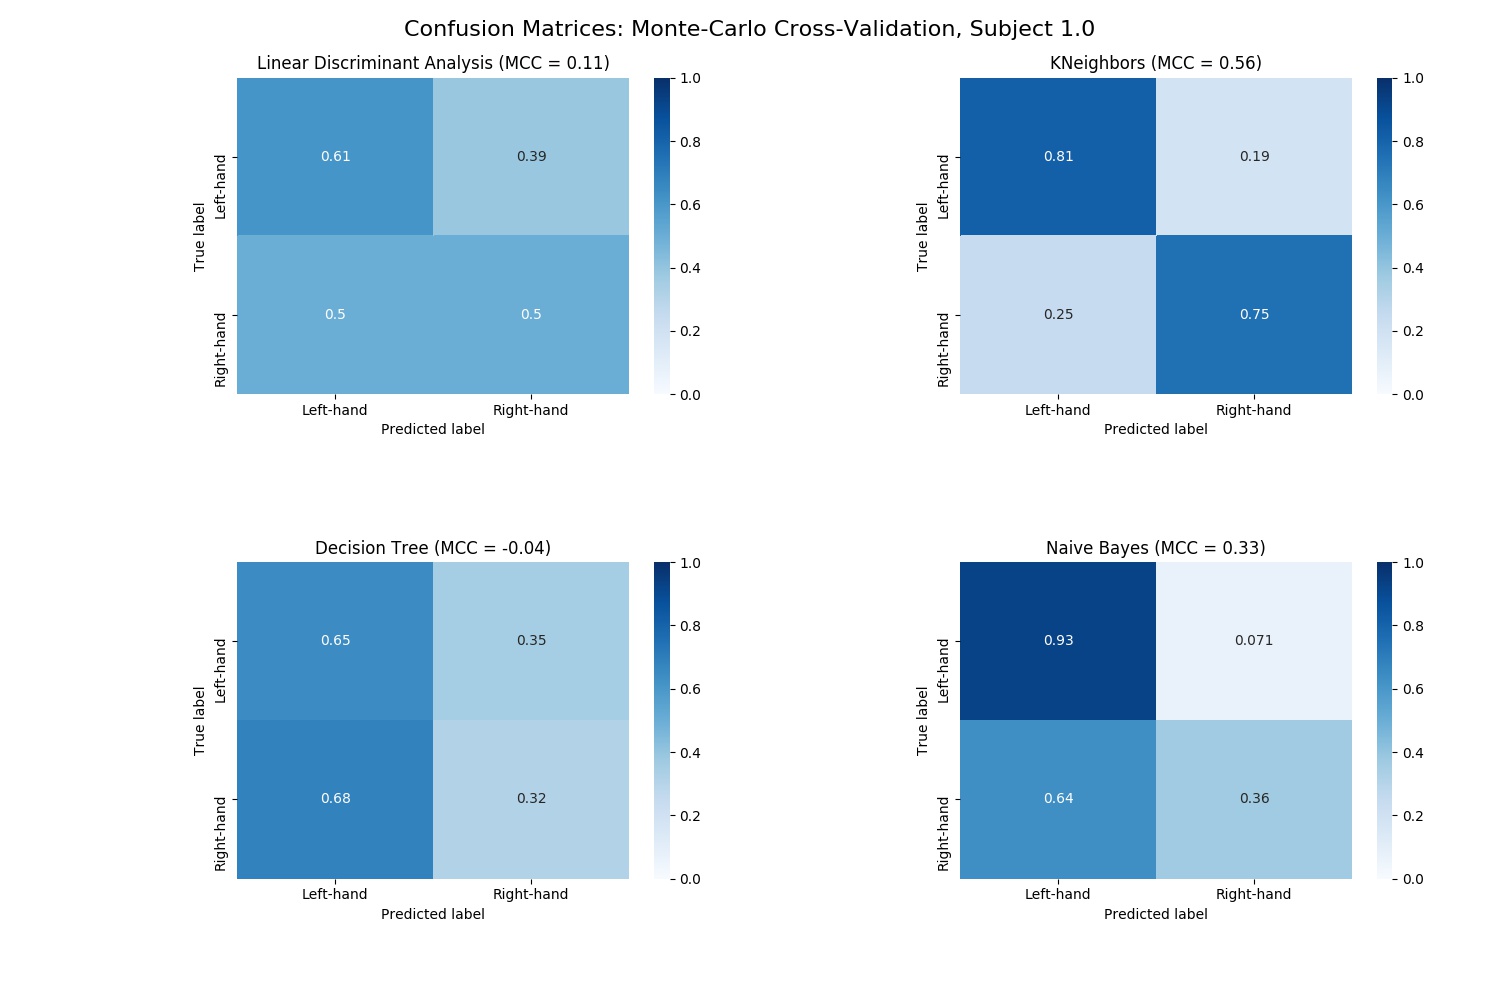 Confusion Matrices: Monte-Carlo Cross-Validation, Subject 1.0
Linear Discriminant Analysis (MCC = 0.11)
True label
Left-hand
Right-hand
0.61
0.39
0.5
0.5
Left-hand
Right-hand
Predicted label
1.0
0.8
0.6
0.4
0.2
0.0
KNeighbors (MCC = 0.56)
True label
Left-hand
Right-hand
0.81
0.19
0.25
0.75
Left-hand
Right-hand
Predicted label
1.0
0.8
0.6
0.4
0.2
0.0
Decision Tree (MCC = -0.04)
True label
Left-hand
Right-hand
0.65
0.35
0.68
0.32
Left-hand
Right-hand
Predicted label
1.0
0.8
0.6
0.4
0.2
0.0
Naive Bayes (MCC = 0.33)
True label
Left-hand
Right-hand
0.93
0.071
0.64
0.36
Left-hand
Right-hand
Predicted label
1.0
0.8
0.6
0.4
0.2
0.0